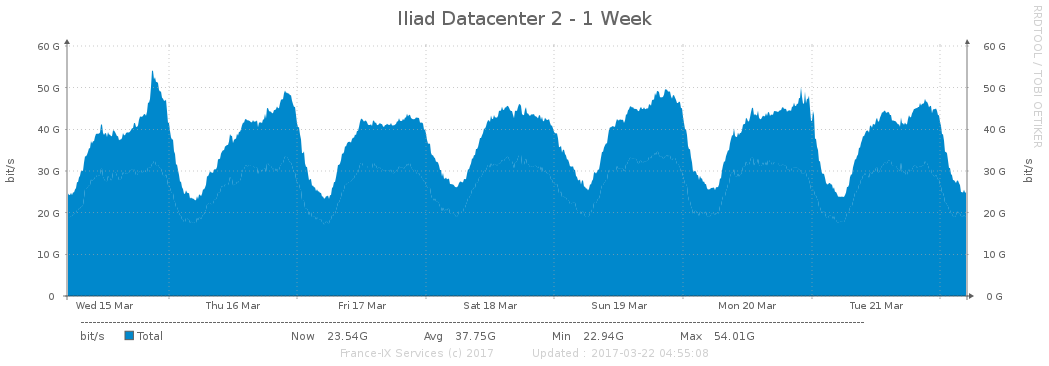 Iliad Datacenter 2 - 1 Week
RRDTOOL / TOBI OETIKER
bit/s
60 G
50 G
40 G
30 G
20 G
10 G
0
60 G
50 G
40 G
30 G
20 G
10 G
0 G
bit/s
Wed 15 Mar Thu 16 Mar Fri 17 Mar Sat 18 Mar Sun 19 Mar Mon 20 Mar Tue 21 Mar
bit/s Total Now 23.54G Avg 37.75G Min 22.94G Max 54.01G
France-IX Services (c) 2017 Updated : 2017-03-22 04:55:08